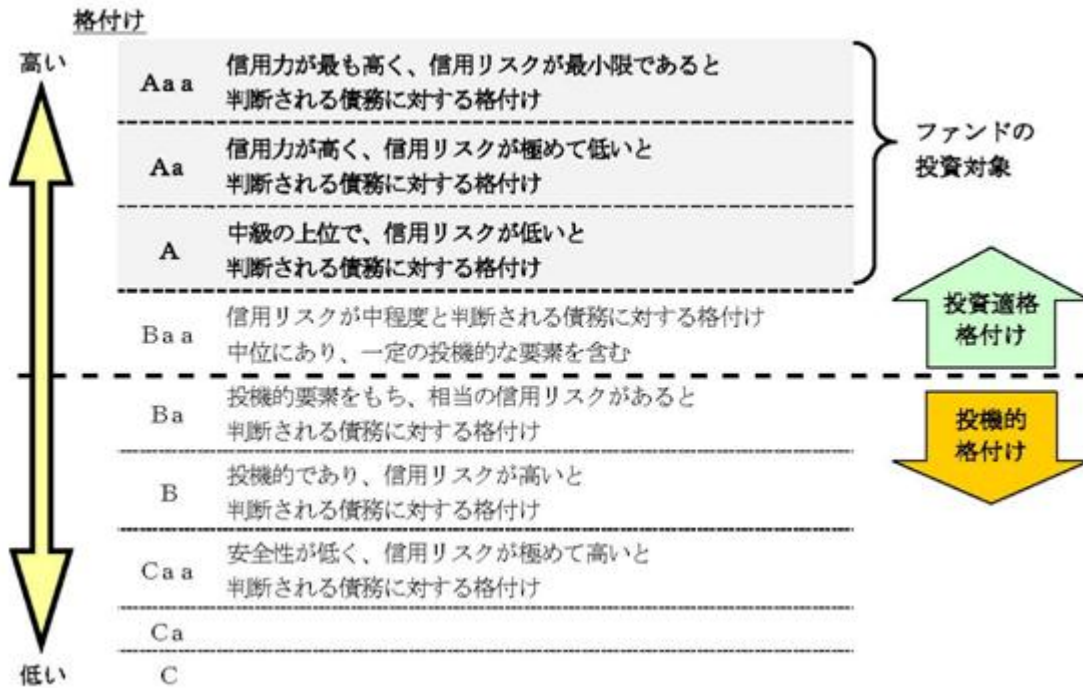 格付け
高い
Aaa
信用力が最も高く、信用リスクが最小限であると
判断される債務に対する格付け
Aa
信用力が高く、信用リスクが極めて低いと
判断される債務に対する格付け
A
中級の上位で、信用リスクが低いと
判断される債務に対する格付け
ファンドの
投資対象
Baa
信用リスクが中程度と判断される債務に対する格付け
中位にあり、一定の投機的な要素を含む
投資適格
格付け
Ba
投機的要素をもち、相当の信用リスクがあると
判断される債務に対する格付け
投機的
格付け
B
投機的であり、信用リスクが高いと
判断される債務に対する格付け
Caa
安全性が低く、信用リスクが極めて高いと
判断される債務に対する格付け
Ca
C
低い